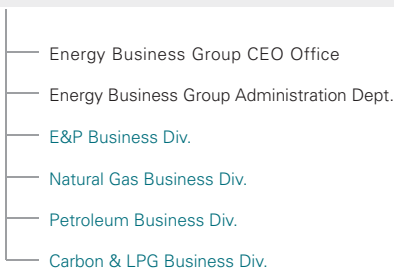 Energy Business Group CEO Office
Energy Business Group Administration Dept.
E&P Business Div.
Natural Gas Business Div.
Petroleum Business Div.
Carbon & LPG Business Div.